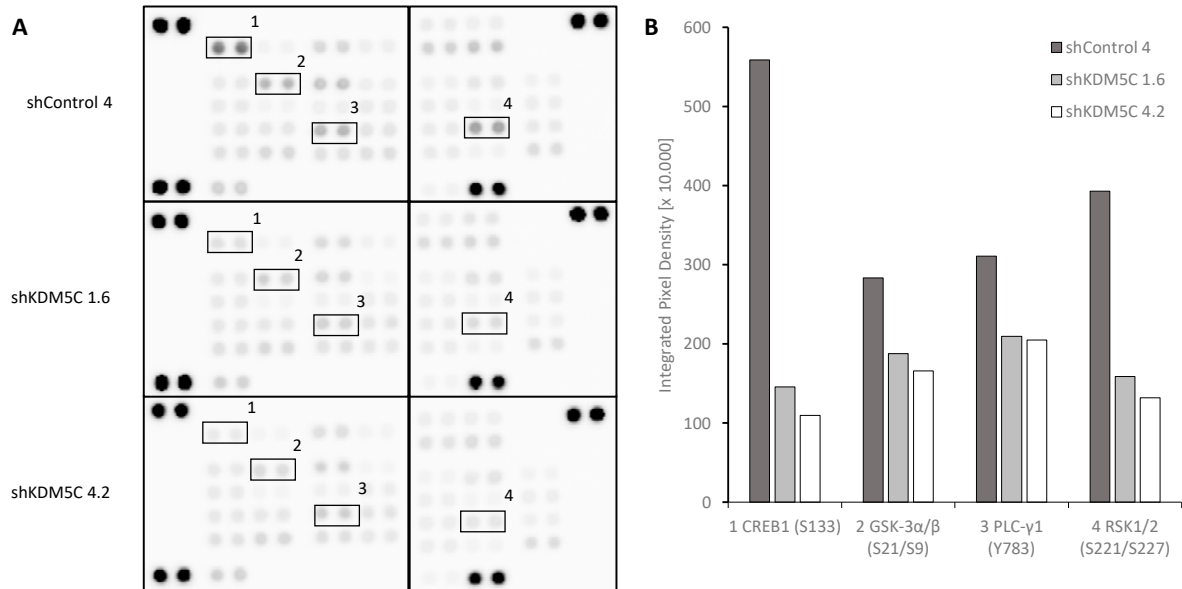 A
shControl 4
1
2
3
4
shKDM5C 1.6
1
2
3
4
shKDM5C 4.2
1
2
3
4
B
Integrated Pixel Density [x 10.000]
600
500
400
300
200
100
0
shControl 4
shKDM5C 1.6
shKDM5C 4.2
1 CREB1 (S133)
2 GSK-3α/β
(S21/S9)
3 PLC-γ1
(Y783)
4 RSK1/2
(S221/S227)